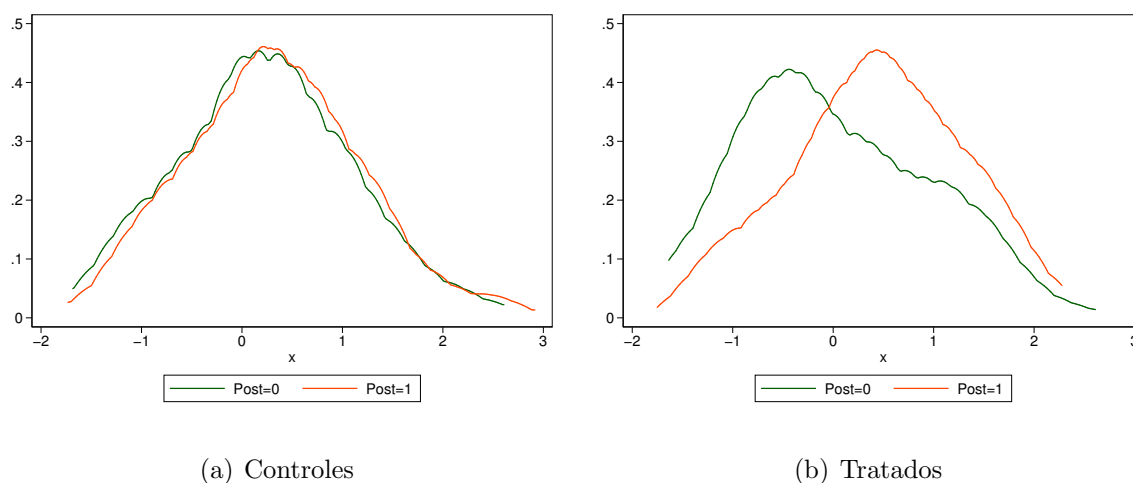 .5
.4
.3
.2
.1
0
−2 −1 0 1 2 3
x
Post=0 Post=1
(a) Controles
.5
.4
.3
.2
.1
0
−2 −1 0 1 2 3
x
Post=0 Post=1
(b) Tratados